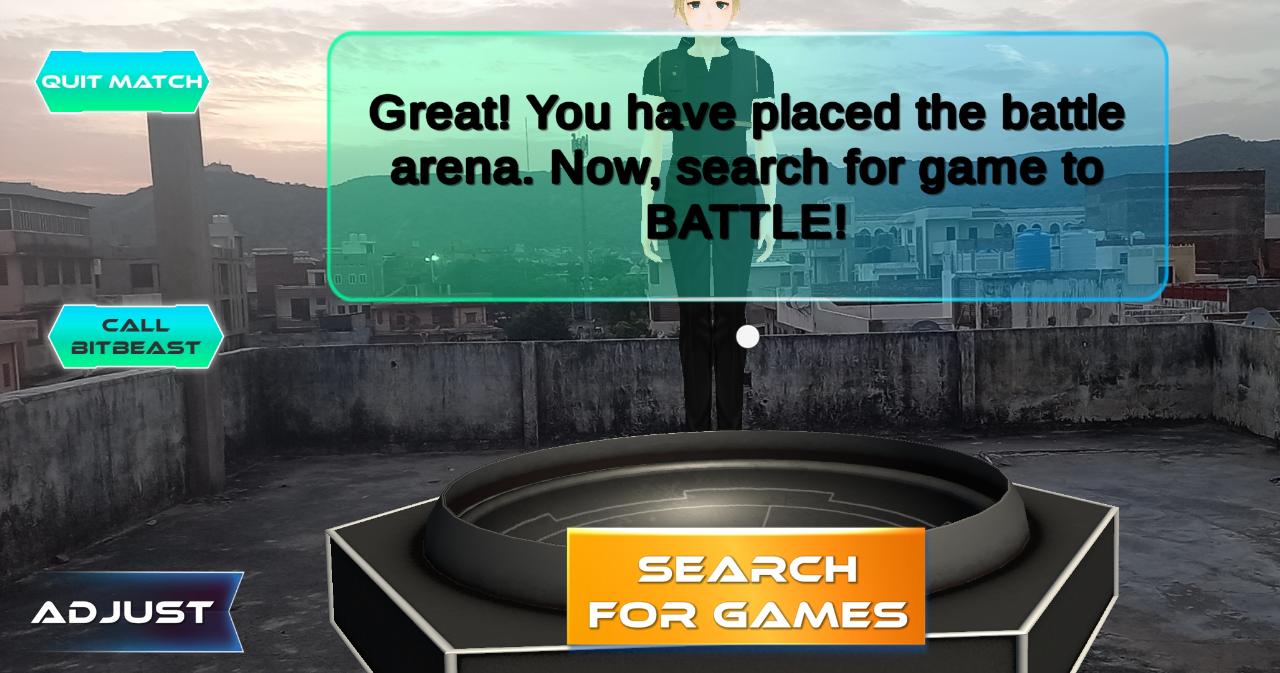 QUIT MATCH
Great! You have placed the battle
arena. Now, search for game to
BATTLE!
CALL
BITBEAST
SEARCH
FOR GAMES
ADJUST